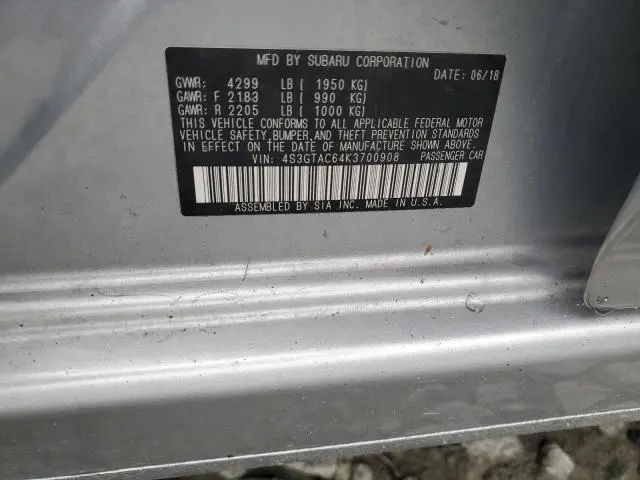 MFD BY SUBARU CORPORATION
DATE: 06/18
GVWR: 4299 LB ( 1950 KG)
GAWR: F 2183 LB ( 990 KG)
GAWR: R 2205 LB ( 1000 KG)
THIS VEHICLE CONFORMS TO ALL APPLICABLE FEDERAL MOTOR
VEHICLE SAFETY, BUMPER, AND THEFT PREVENTION STANDARDS
IN EFFECT ON THE DATE OF MANUFACTURE SHOWN ABOVE.
VIN: 4S3GTAC64K3700908 PASSENGER CAR
ASSEMBLED BY SIA INC. MADE IN U.S.A.